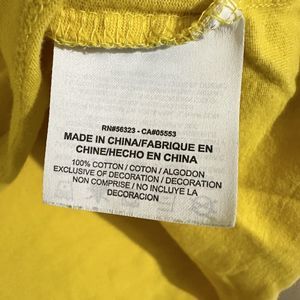 RN#56323 - CA#05553
MADE IN CHINA/FABRIQUE EN
CHINE/HECHO EN CHINA
100% COTTON / COTON / ALGODON
EXCLUSIVE OF DECORATION / DECORATION
NON COMPRISE / NO INCLUYE LA
DECORACION